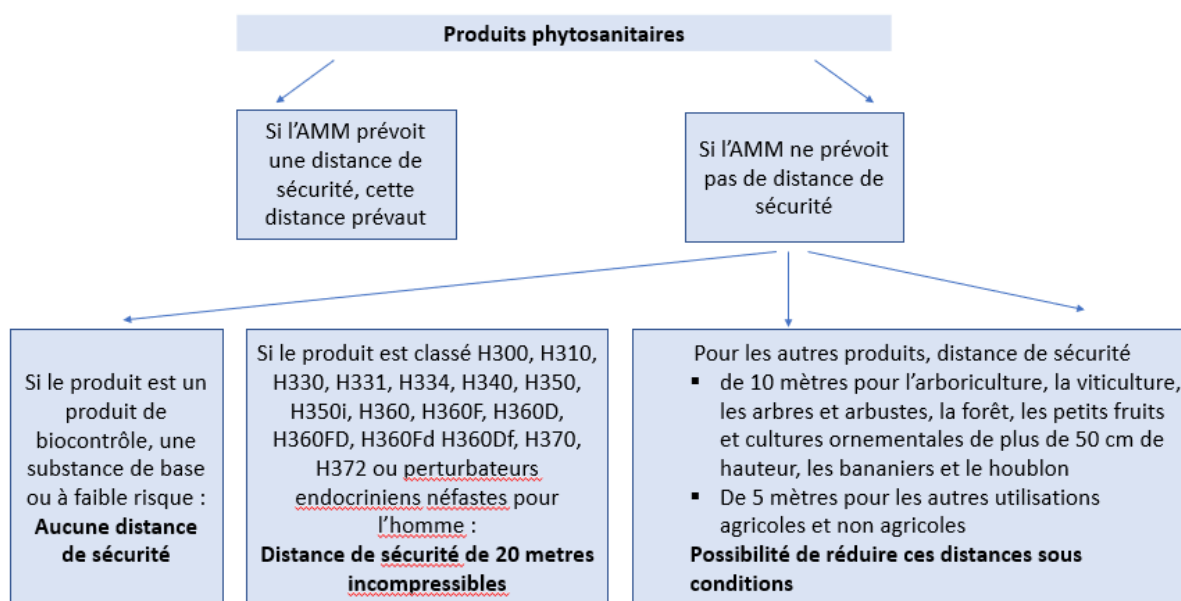 Produits phytosanitaires
Si l'AMM prévoit
une distance de
sécurité, cette
distance prévaut
Si l'AMM ne prévoit
pas de distance de
sécurité
Si le produit est un
produit de
biocontrôle, une
substance de base
ou à faible risque :
Aucune distance
de sécurité
Si le produit est classé H300, H310,
H330, H331, H334, H340, H350,
H350i, H360, H360F, H360D,
H360FD, H360Fd H360Df, H370,
H372 ou perturbateurs
endocriniens néfastes pour
l'homme :
Distance de sécurité de 20 metres
incompressibles
Pour les autres produits, distance de sécurité
▪ de 10 mètres pour l'arboriculture, la viticulture,
les arbres et arbustes, la forêt, les petits fruits
et cultures ornementales de plus de 50 cm de
hauteur, les bananiers et le houblon
▪ De 5 mètres pour les autres utilisations
agricoles et non agricoles
Possibilité de réduire ces distances sous
conditions